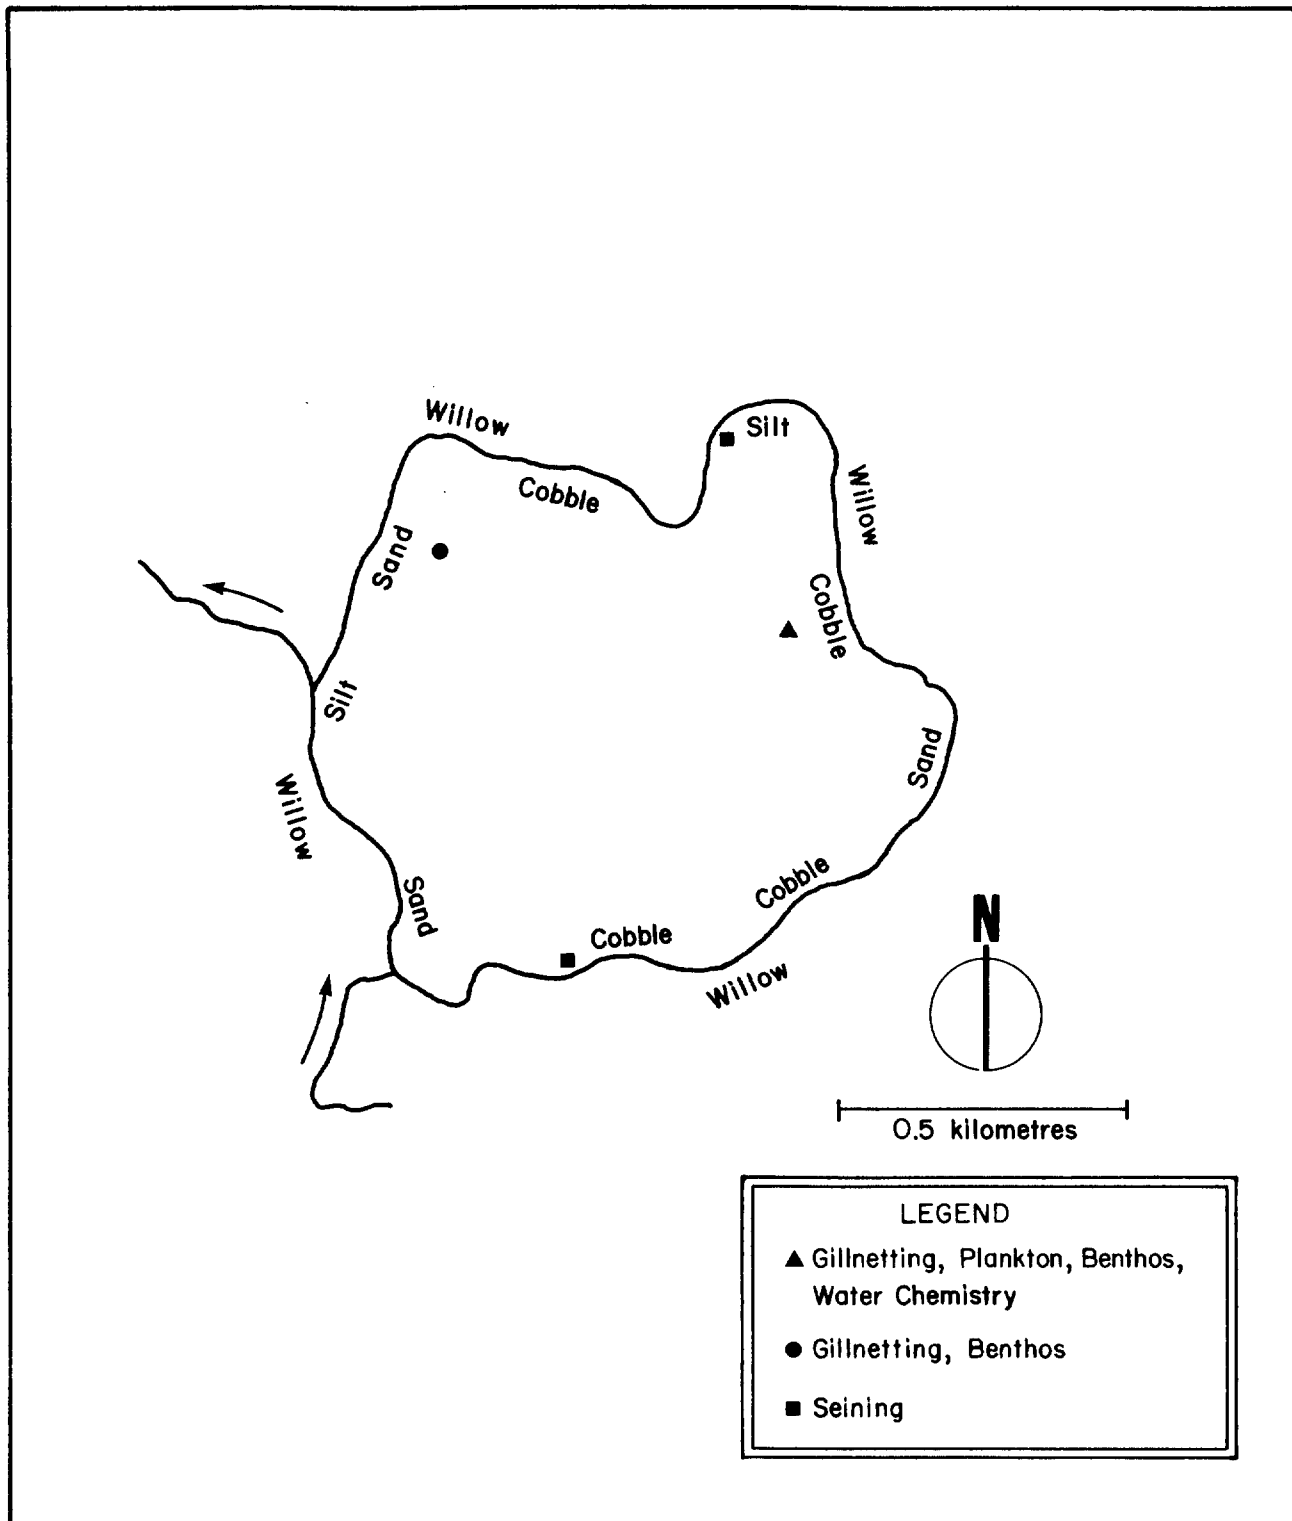 Willow
Silt
Cobble
Willow
Sand
Cobble
Silt
Sand
Willow
Cobble
Sand
Cobble
Willow
N
0.5 kilometres
LEGEND
Gillnetting, Plankton, Benthos,
Water Chemistry
Gillnetting, Benthos
Seining